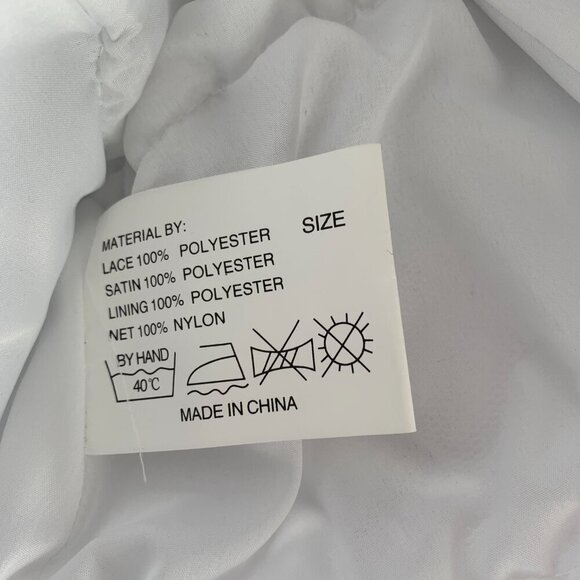 MATERIAL BY: SIZE
LACE 100% POLYESTER
SATIN 100% POLYESTER
LINING 100% POLYESTER
NET 100% NYLON
BY HAND
40℃
MADE IN CHINA